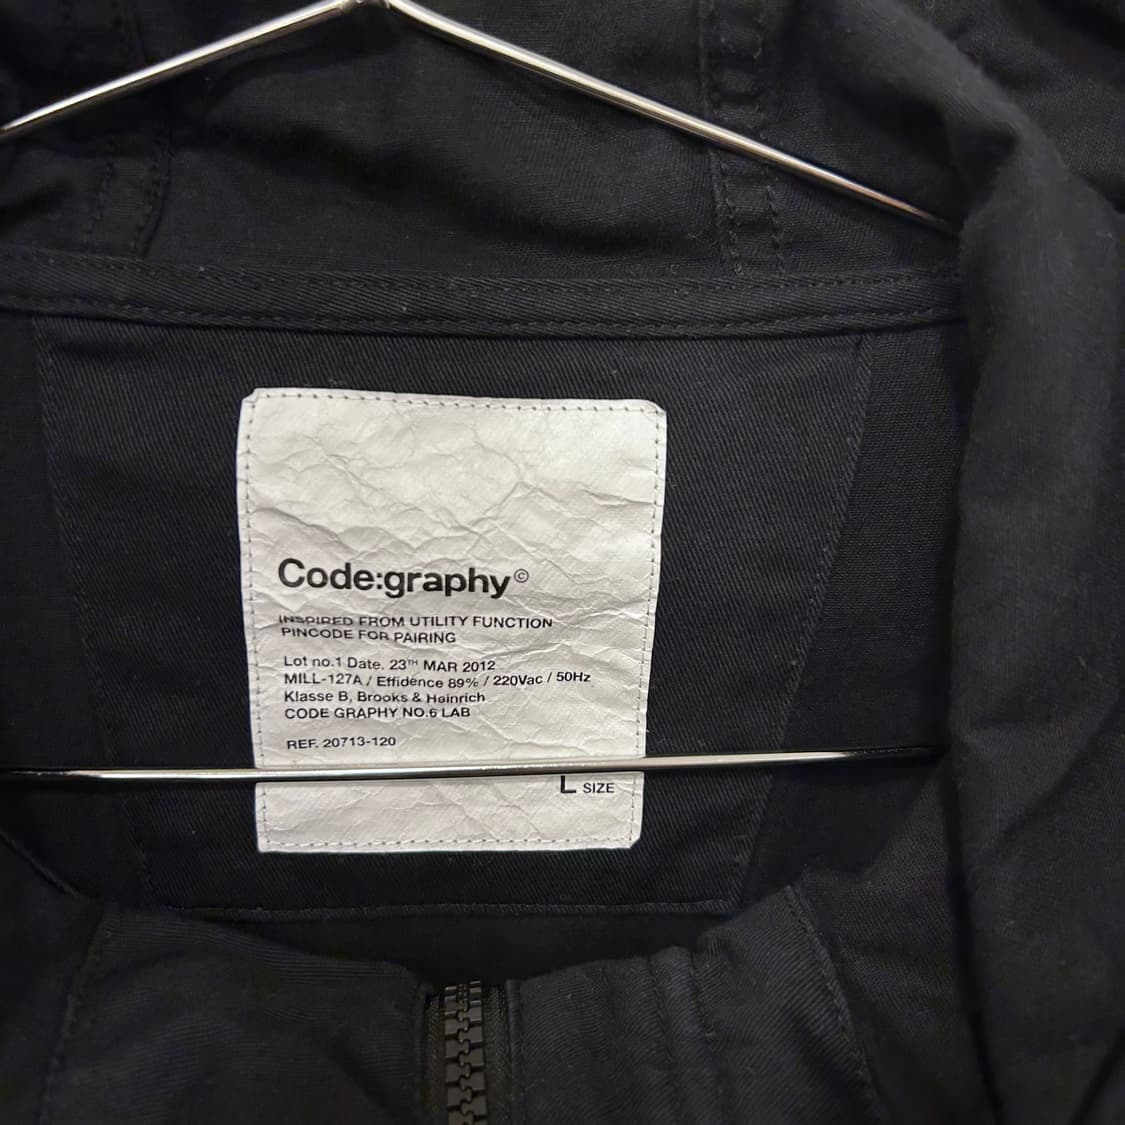 Code:graphy©
INSPIRED FROM UTILITY FUNCTION
PINCODE FOR PAIRING
Lot no.1 Date. 23TH MAR 2012
MILL-127A / Effidence 89% / 220Vac / 50Hz
Klasse B, Brooks & Heinrich
CODE GRAPHY NO.6 LAB
REF. 20713-120
L SIZE